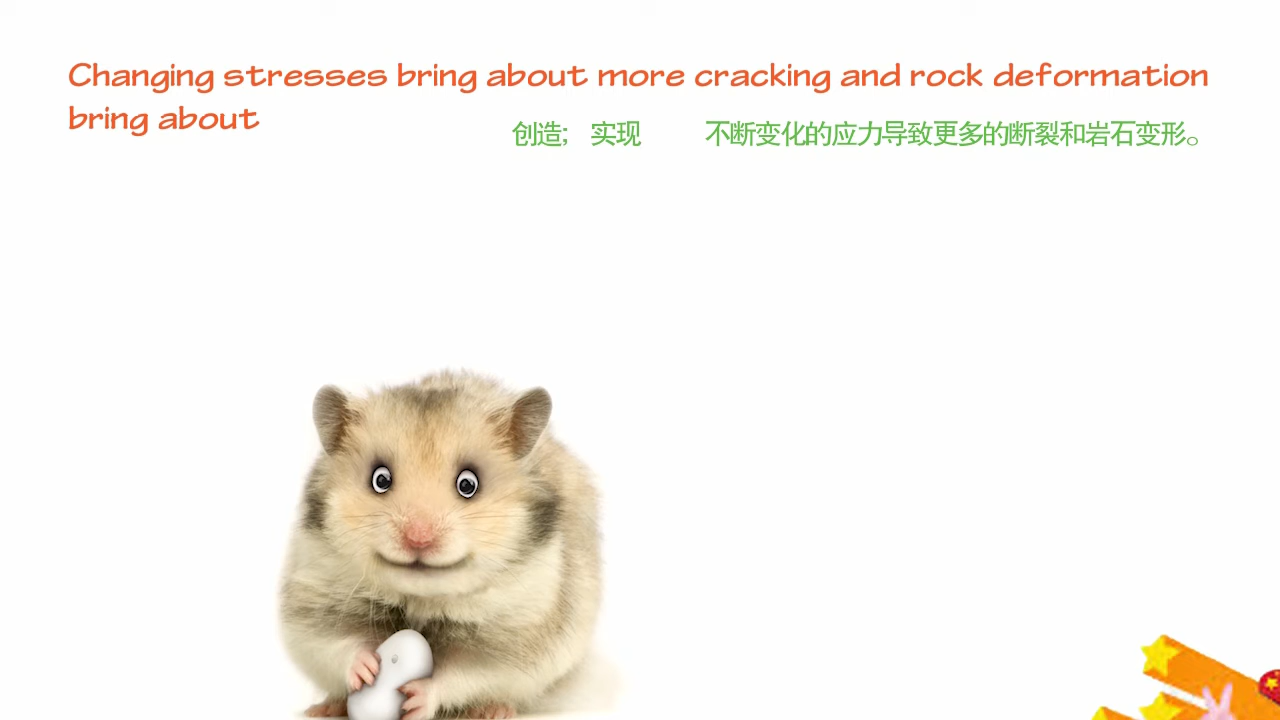 Changing stresses bring about more cracking and rock deformation
bring about
创造; 实现 不断变化的应力导致更多的断裂和岩石变形。